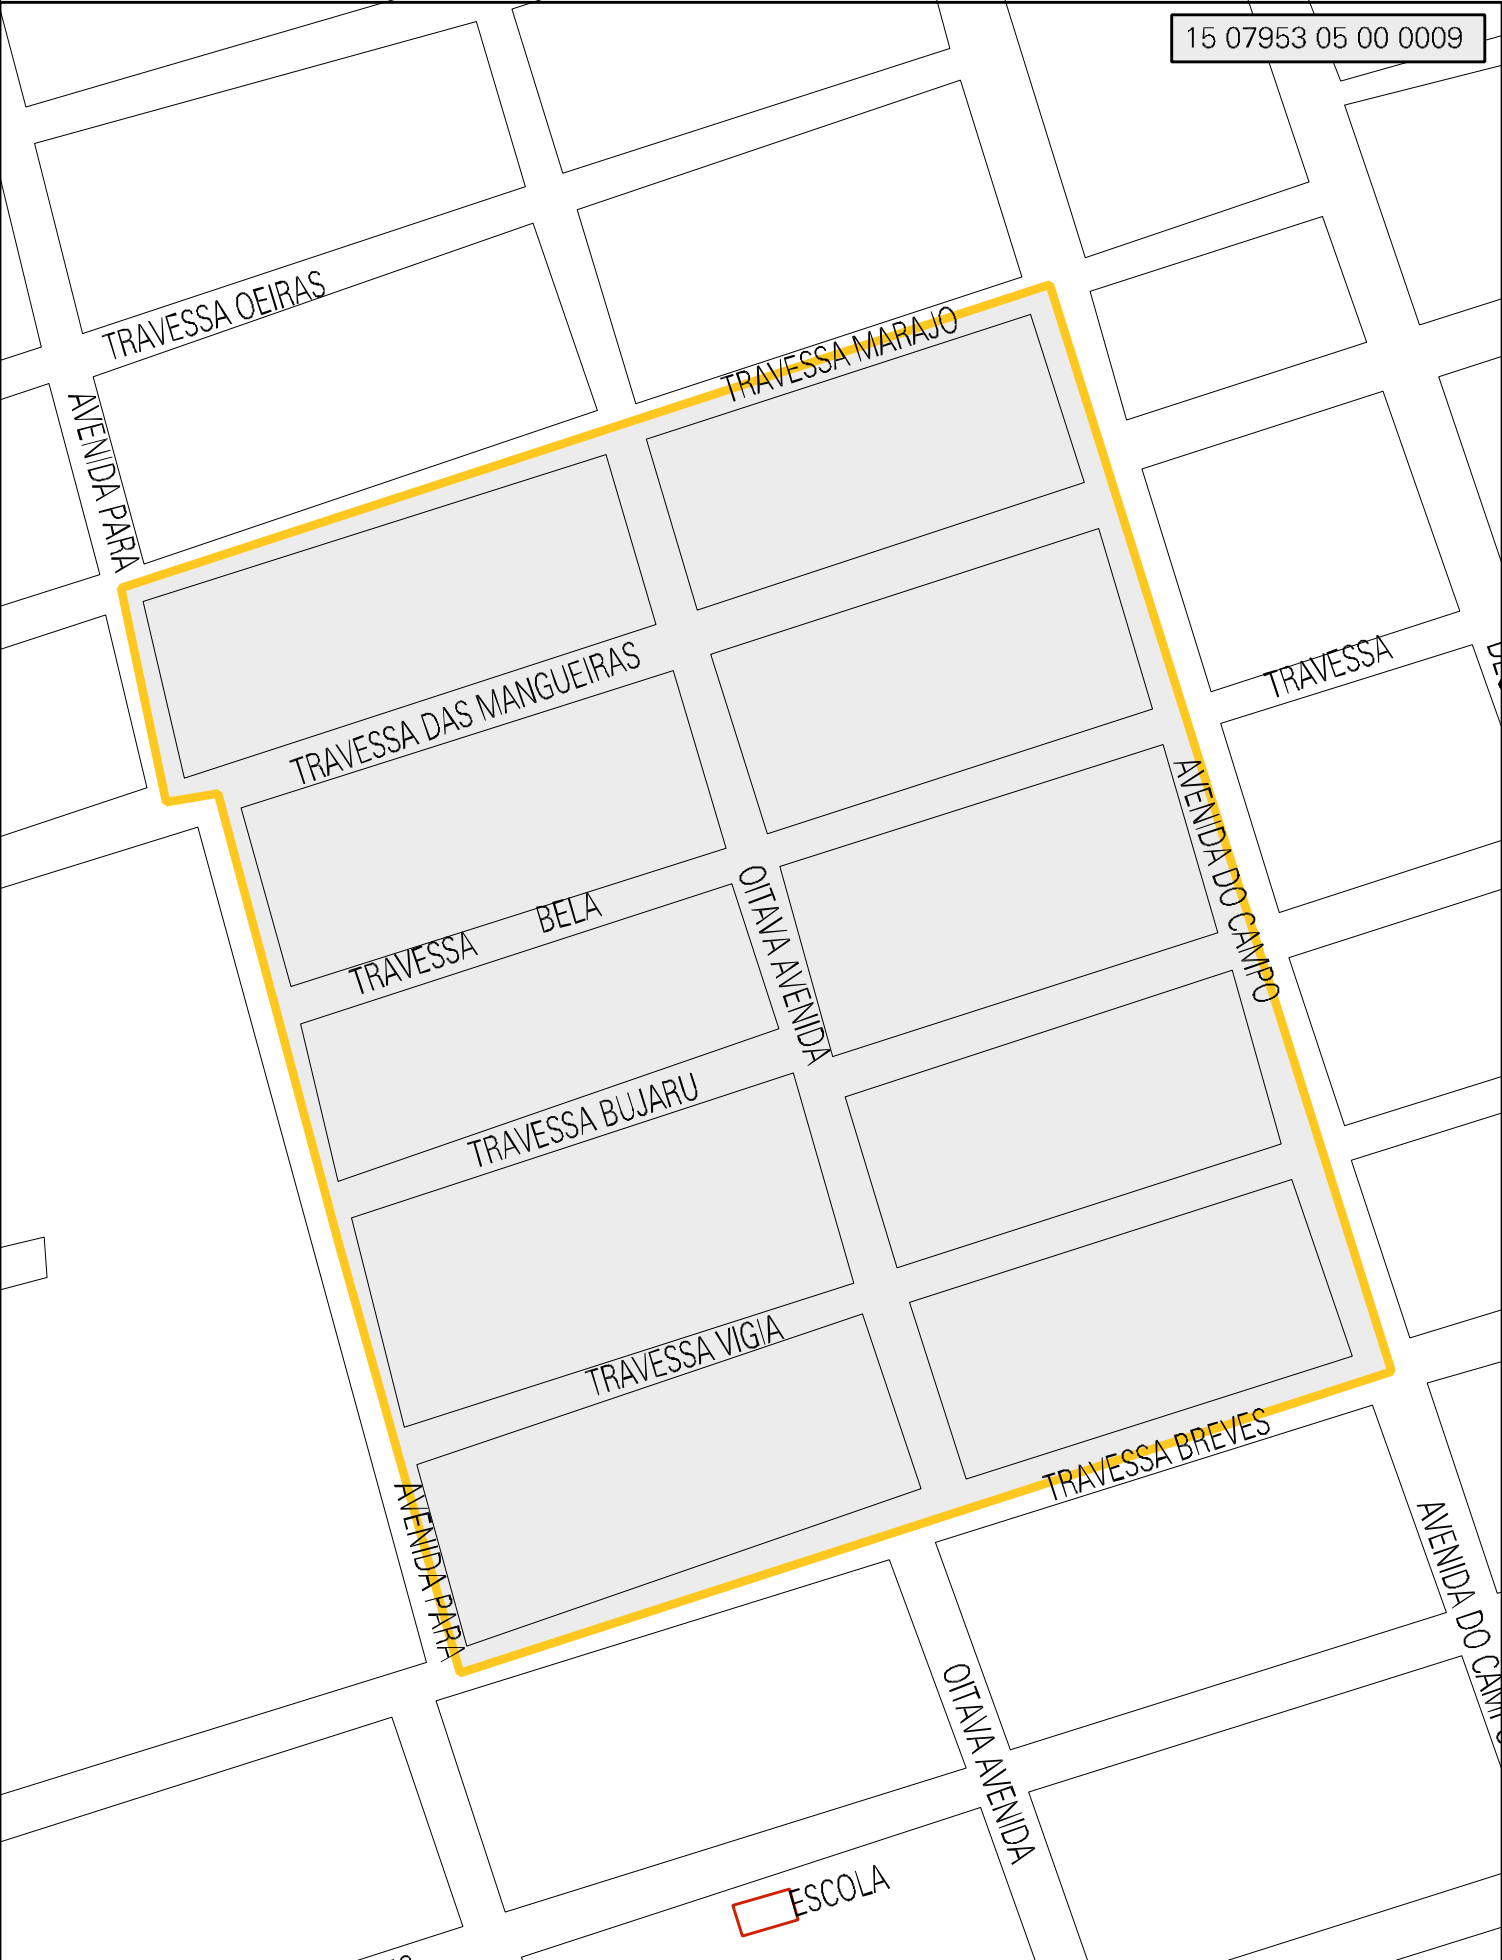 15 07953 05 00 0009
TRAVESSA OEIRAS
TRAVESSA MARAJO
AVENIDA PARA
TRAVESSA DAS MANGUEIRAS
TRAVESSA
AVENIDA DO CAMPO
OITAVA AVENIDA
TRAVESSA BELA
TRAVESSA BUJARU
TRAVESSA VIGIA
TRAVESSA BREVES
AVENIDA PARA
AVENIDA DO CAMPO
OITAVA AVENIDA
ESCOLA